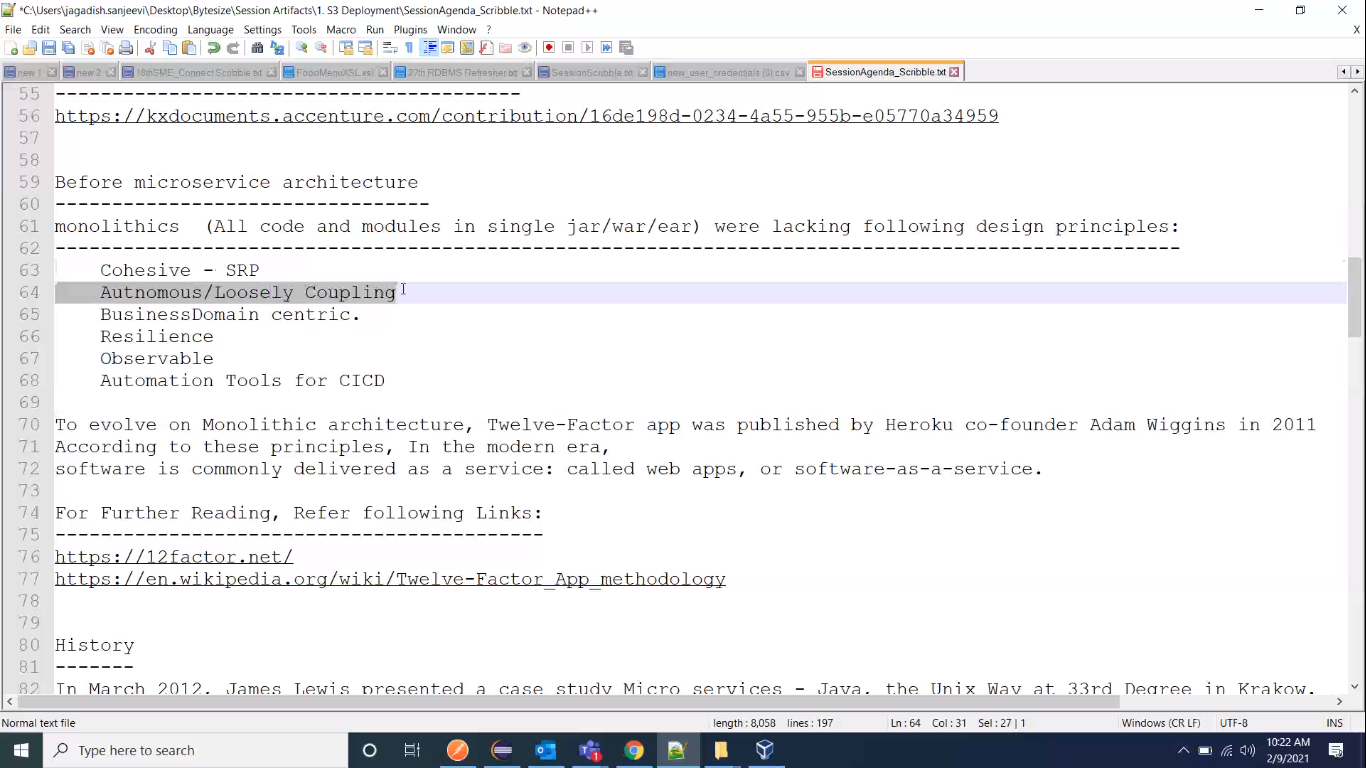 *C:\Users\jagadish.sanjeevi\Desktop\Bytesize\Session Artifacts\1. S3 Deployment\SessionAgenda_Scribble.txt - Notepad++
File Edit Search View Encoding Language Settings Tools Macro Run Plugins Window ? X
new 1 new 2 18thSME_Connect Scribble.txt FoodMenuXSL.xsl 27th RDBMS Refresher.txt SessionScribble.txt new_user_credentials (6).csv SessionAgenda_Scribble.txt
55 -----------------------------------------
56 https://kxdocuments.accenture.com/contribution/16de198d-0234-4a55-955b-e05770a34959
57
58
59 Before microservice architecture
60 ---------------------------------
61 monolithics  (All code and modules in single jar/war/ear) were lacking following design principles:
62 ---------------------------------------------------------------------------------------------------
63 Cohesive - SRP
64 Autnomous/Loosely Coupling
65 BusinessDomain centric.
66 Resilience
67 Observable
68 Automation Tools for CICD
69
70 To evolve on Monolithic architecture, Twelve-Factor app was published by Heroku co-founder Adam Wiggins in 2011
71 According to these principles, In the modern era,
72 software is commonly delivered as a service: called web apps, or software-as-a-service.
73
74 For Further Reading, Refer following Links:
75 -------------------------------------------
76 https://12factor.net/
77 https://en.wikipedia.org/wiki/Twelve-Factor_App_methodology
78
79
80 History
81 -------
82 In March 2012, James Lewis presented a case study Micro services - Java, the Unix Way at 33rd Degree in Krakow.
Normal text file length : 8,058 lines : 197 Ln : 64 Col : 31 Sel : 27 | 1 Windows (CR LF) UTF-8 INS
Type here to search
10:22 AM
2/9/2021